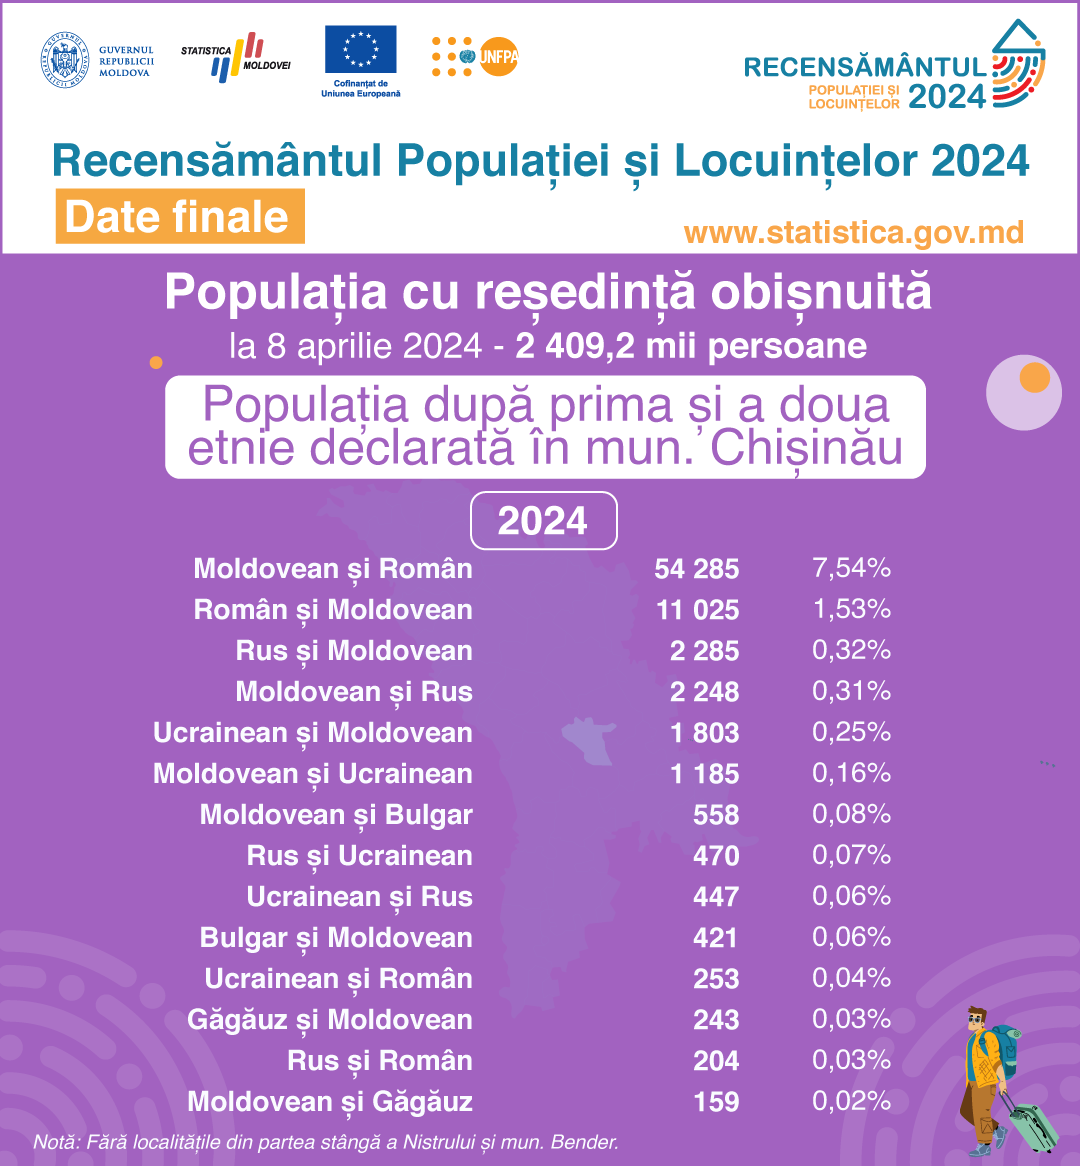 GUVERNUL
REPUBLICII
MOLDOVA
STATISTICA
MOLDOVEI
Cofinanțat de
Uniunea Europeană
UNFPA
RECENSĂMÂNTUL
POPULAȚIEI ȘI
LOCUINȚELOR
2024
Recensământul Populației și Locuințelor 2024
Date finale
www.statistica.gov.md
Populația cu reședință obișnuită
la 8 aprilie 2024 - 2 409,2 mii persoane
Populația după prima și a doua
etnie declarată în mun. Chișinău
2024
Moldovean și Român 54 285 7,54%
Român și Moldovean 11 025 1,53%
Rus și Moldovean 2 285 0,32%
Moldovean și Rus 2 248 0,31%
Ucrainean și Moldovean 1 803 0,25%
Moldovean și Ucrainean 1 185 0,16%
Moldovean și Bulgar 558 0,08%
Rus și Ucrainean 470 0,07%
Ucrainean și Rus 447 0,06%
Bulgar și Moldovean 421 0,06%
Ucrainean și Român 253 0,04%
Găgăuz și Moldovean 243 0,03%
Rus și Român 204 0,03%
Moldovean și Găgăuz 159 0,02%
Notă: Fără localitățile din partea stângă a Nistrului și mun. Bender.